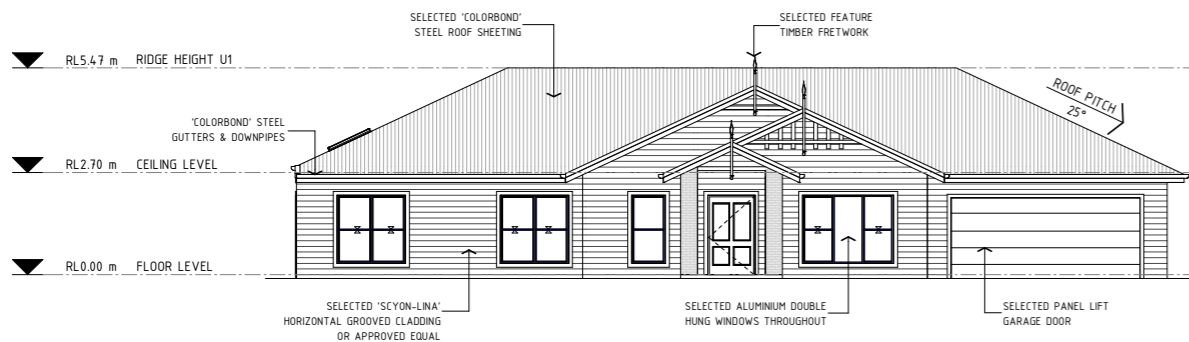 SELECTED 'COLORBOND'
STEEL ROOF SHEETING
SELECTED FEATURE
TIMBER FRETWORK
RL5.47 m RIDGE HEIGHT U1
ROOF PITCH
25°
'COLORBOND' STEEL
GUTTERS & DOWNPIPES
RL2.70 m CEILING LEVEL
RL0.00 m FLOOR LEVEL
SELECTED 'SCYON-LINA'
HORIZONTAL GROOVED CLADDING
OR APPROVED EQUAL
SELECTED ALUMINIUM DOUBLE
HUNG WINDOWS THROUGHOUT
SELECTED PANEL LIFT
GARAGE DOOR